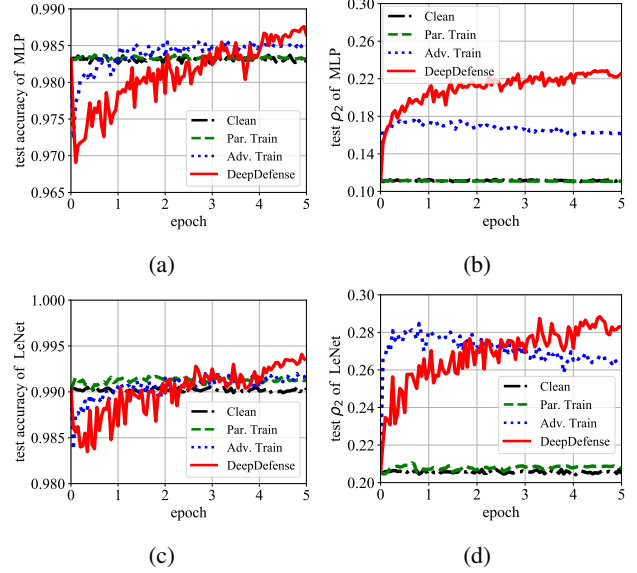 0.990
0.985
0.980
0.975
0.970
0.965
test accuracy of MLP
Clean
Par. Train
Adv. Train
DeepDefense
0 1 2 3 4 5
epoch
(a)
0.30
0.26
0.22
0.18
0.14
0.10
test ρ2 of MLP
Clean
Par. Train
Adv. Train
DeepDefense
0 1 2 3 4 5
epoch
(b)
1.000
0.995
0.990
0.985
0.980
test accuracy of LeNet
Clean
Par. Train
Adv. Train
DeepDefense
0 1 2 3 4 5
epoch
(c)
0.30
0.28
0.26
0.24
0.22
0.20
test ρ2 of LeNet
Clean
Par. Train
Adv. Train
DeepDefense
0 1 2 3 4 5
epoch
(d)